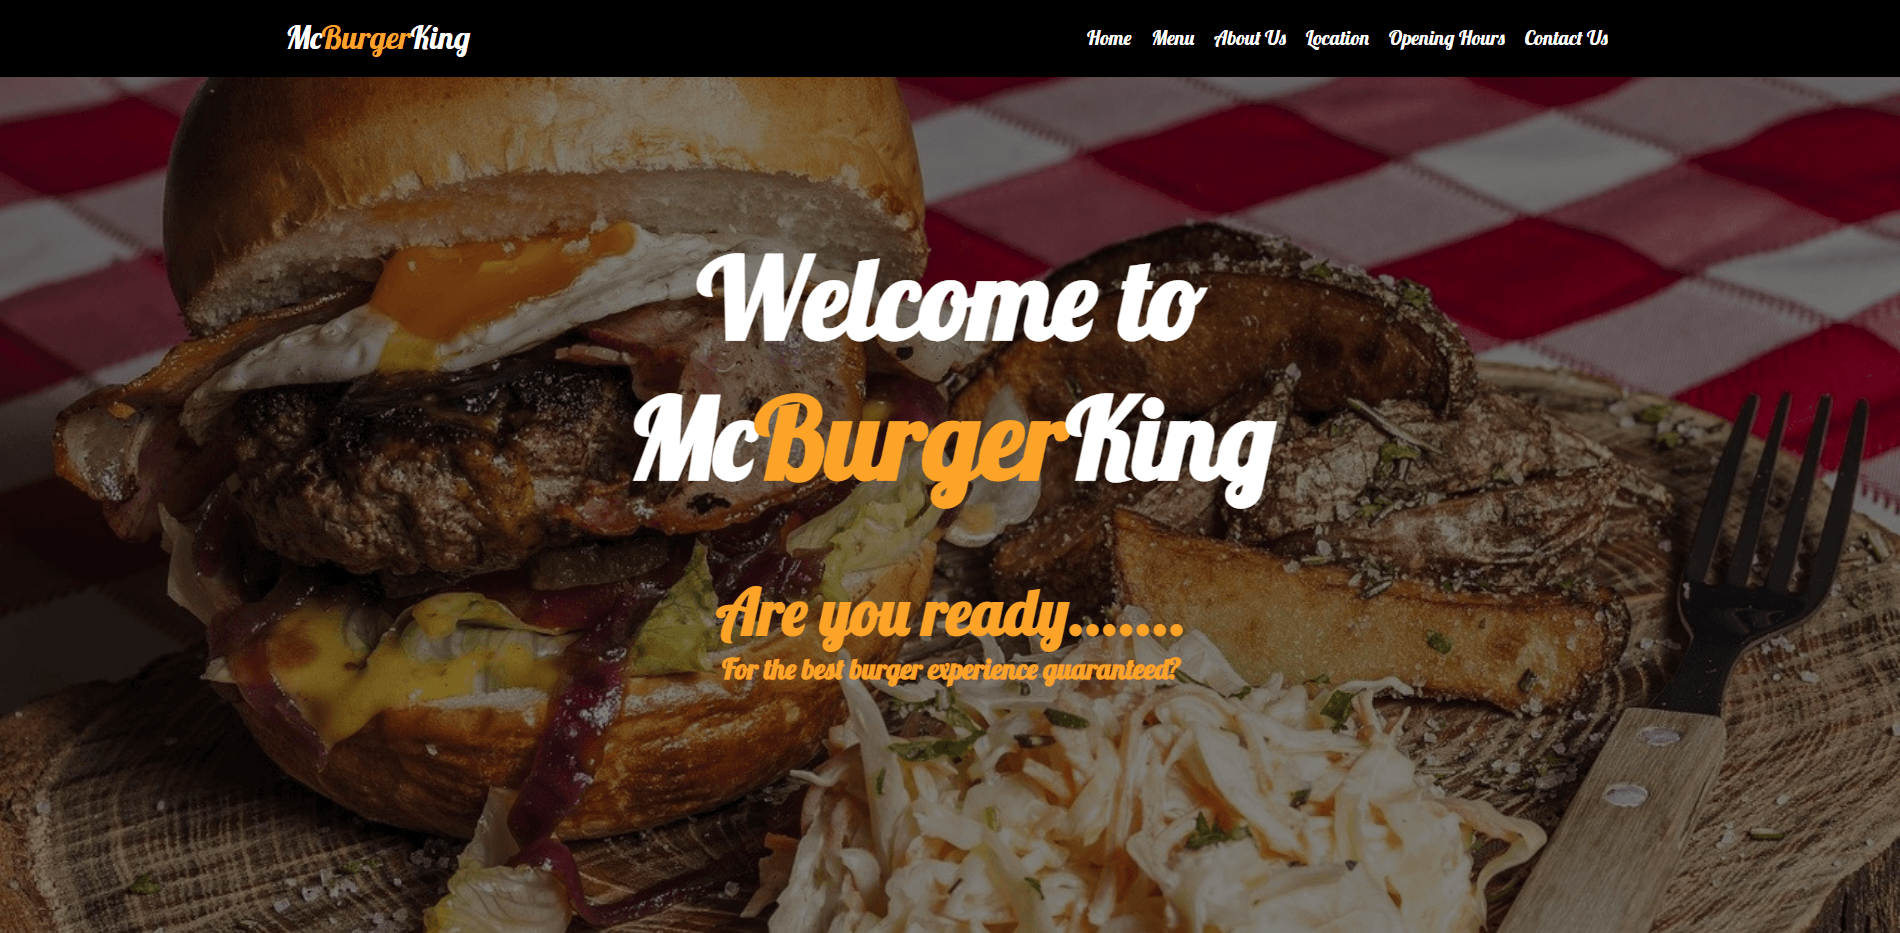 McBurgerKing
Home Menu About Us Location Opening Hours Contact Us
Welcome to
McBurgerKing
Are you ready.......
For the best burger experience guaranteed?